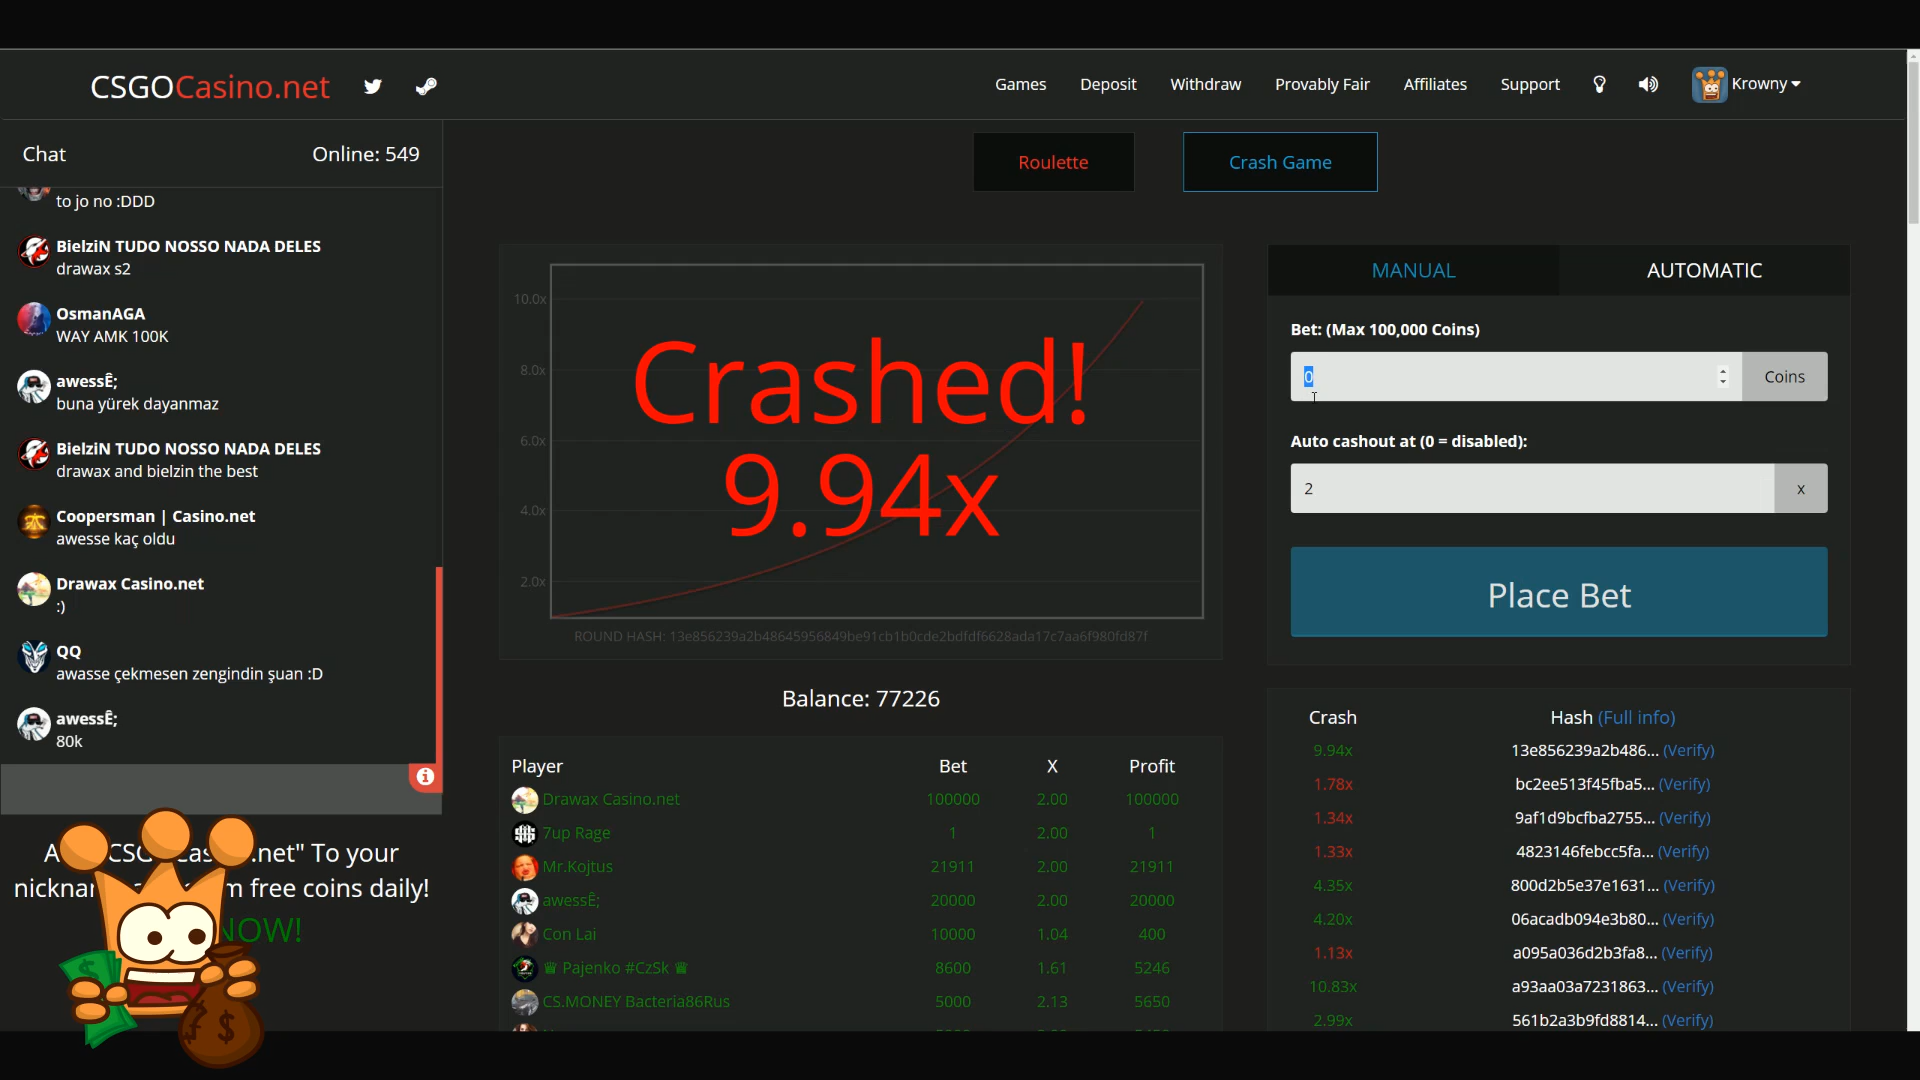 CSGOCasino.net
Games Deposit Withdraw Provably Fair Affiliates Support Krowny
Chat Online: 549
to jo no :DDD
BielziN TUDO NOSSO NADA DELES
drawax s2
OsmanAGA
WAY AMK 100K
awessÊ;
buna yürek dayanmaz
BielziN TUDO NOSSO NADA DELES
drawax and bielzin the best
Coopersman | Casino.net
awesse kaç oldu
Drawax Casino.net
:)
QQ
awasse çekmesen zengindin şuan :D
awessÊ;
80k
.net" To your
free coins daily!
NOW!
Roulette Crash Game
10.0x
8.0x
6.0x
4.0x
2.0x
Crashed!
9.94x
ROUND HASH: 13e856239a2b48645956849be91cb1b0cde2bdfdf6628ada17c7aa6f980fd87f
Balance: 77226
Player Bet X Profit
Drawax Casino.net 100000 2.00 100000
7up Rage 1 2.00 1
Mr.Kojtus 21911 2.00 21911
awessÊ; 20000 2.00 20000
Con Lai 10000 1.04 400
♛ Pajenko #CzSk ♛ 8600 1.61 5246
CS.MONEY Bacteria86Rus 5000 2.13 5650
MANUAL AUTOMATIC
Bet: (Max 100,000 Coins)
0 Coins
Auto cashout at (0 = disabled):
2 x
Place Bet
Crash Hash (Full info)
9.94x 13e856239a2b486... (Verify)
1.78x bc2ee513f45fba5... (Verify)
1.34x 9af1d9bcfba2755... (Verify)
1.33x 4823146febcc5fa... (Verify)
4.35x 800d2b5e37e1631... (Verify)
4.20x 06acadb094e3b80... (Verify)
1.13x a095a036d2b3fa8... (Verify)
10.83x a93aa03a7231863... (Verify)
2.99x 561b2a3b9fd8814... (Verify)